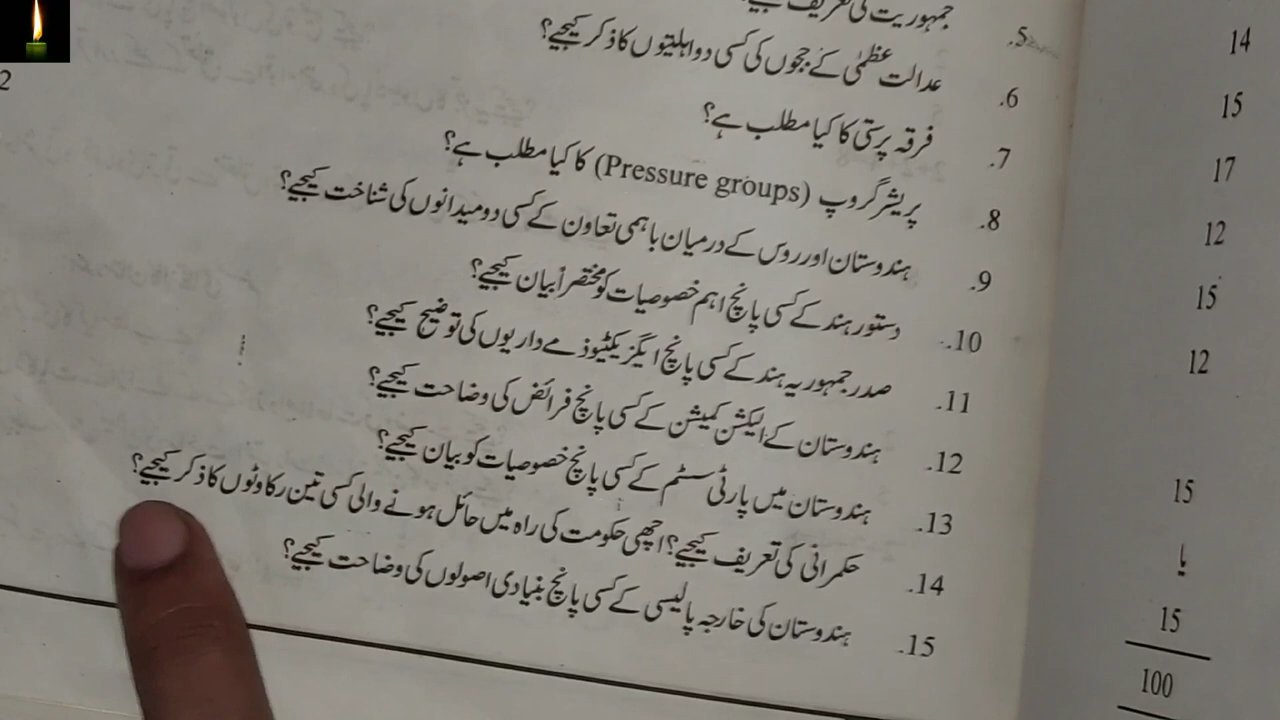 جمہوریت کی تعریف کیجیے؟
5. عدالت عظمٰی کے ججوں کی کسی دو اہلیتوں کا ذکر کیجیے؟
6. فرقہ پرستی کا کیا مطلب ہے؟
7. پریشر گروپ (Pressure groups) کا کیا مطلب ہے؟
8. ہندوستان اور روس کے درمیان باہمی تعاون کے کسی دو میدانوں کی شناخت کیجیے؟
9. دستور ہند کے کسی پانچ اہم خصوصیات کو مختصراً بیان کیجیے؟
10. صدر جمہوریہ ہند کے کسی پانچ ایگزیکٹیو ذمے داریوں کی توضیح کیجیے؟
11. ہندوستان کے الیکشن کمیشن کے کسی پانچ فرائض کی وضاحت کیجیے؟
12. ہندوستان میں پارٹی سسٹم کے کسی پانچ خصوصیات کو بیان کیجیے؟
13. حکمرانی کی تعریف کیجیے؟ اچھی حکومت کی راہ میں حائل ہونے والی کسی تین رکاوٹوں کا ذکر کیجیے؟
14. ہندوستان کی خارجہ پالیسی کے کسی پانچ بنیادی اصولوں کی وضاحت کیجیے؟
15.
14
15
17
12
15
12
15
یا
15
100
2